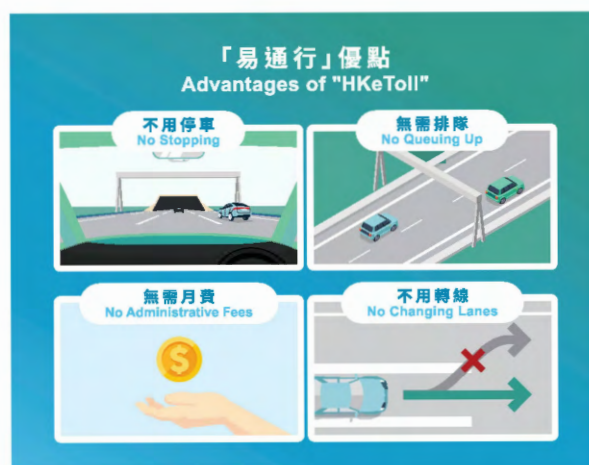 「易通行」優點
Advantages of "HKeToll"
不用停車
No Stopping
無需排隊
No Queuing Up
無需月費
No Administrative Fees
$
不用轉線
No Changing Lanes